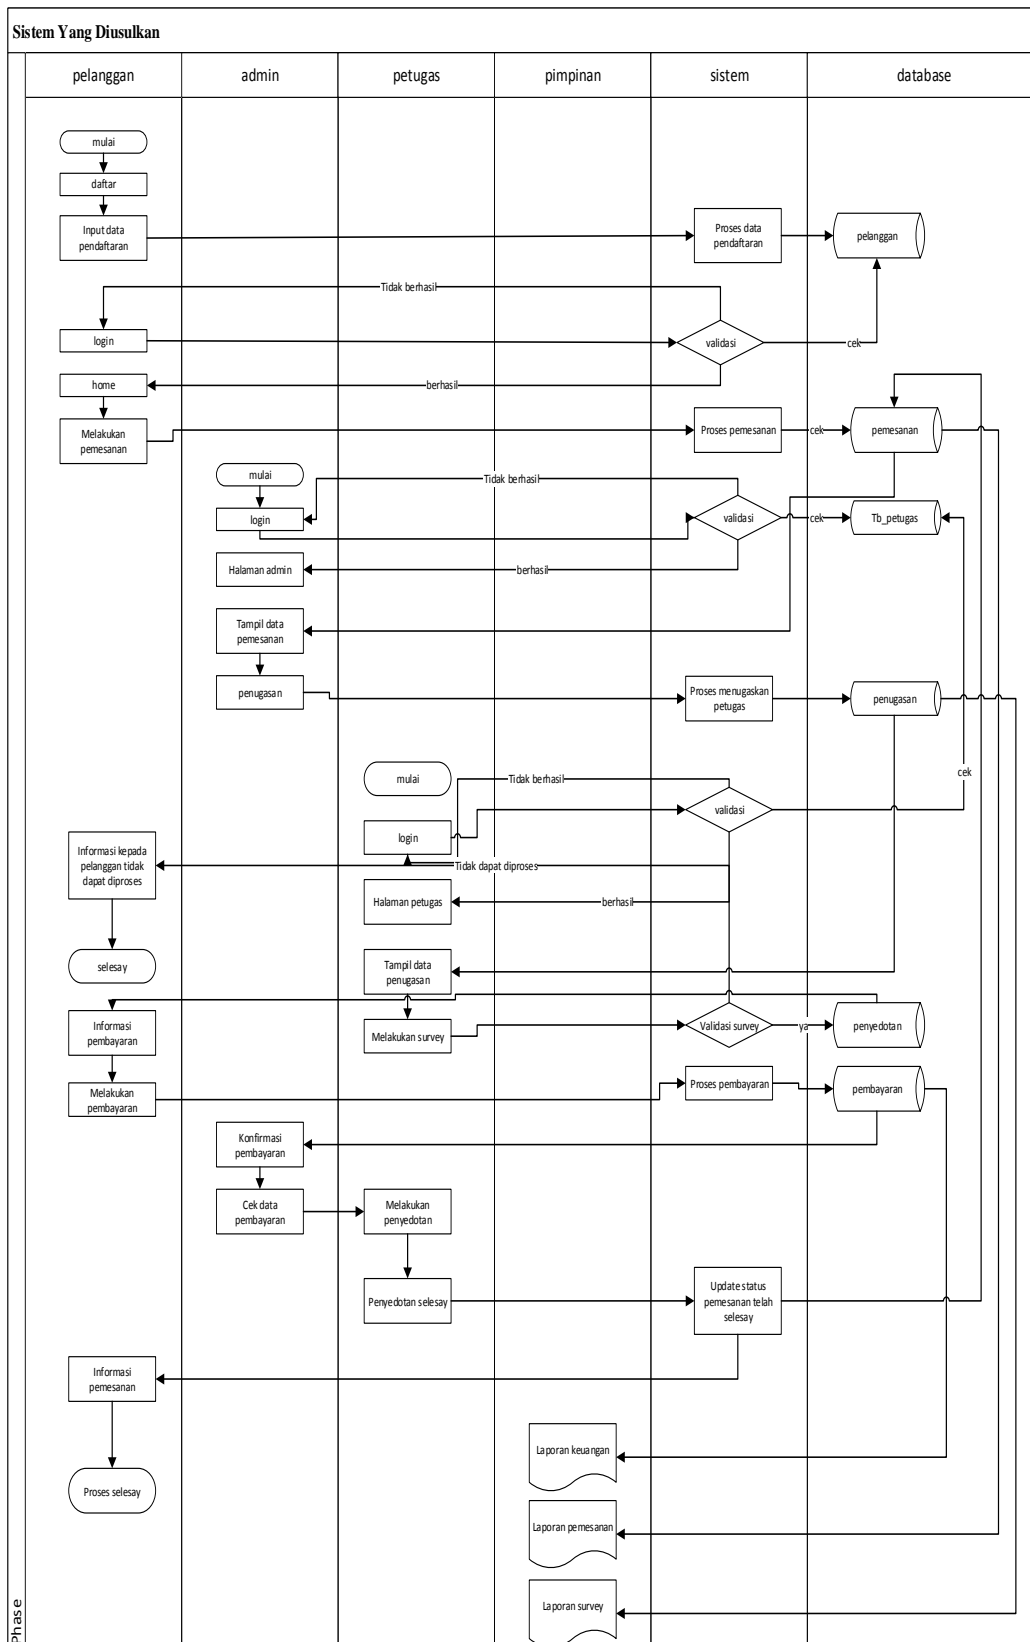 Sistem Yang Diusulkan
pelanggan
admin
petugas
pimpinan
sistem
database
mulai
daftar
Input data
pendaftaran
Proses data
pendaftaran
pelanggan
Tidak berhasil
login
validasi
cek
home
berhasil
Melakukan
pemesanan
Proses pemesanan
cek
pemesanan
mulai
Tidak berhasil
login
validasi
cek
Tb_petugas
Halaman admin
berhasil
Tampil data
pemesanan
penugasan
Proses menugaskan
petugas
penugasan
mulai
Tidak berhasil
cek
login
validasi
Informasi kepada
pelanggan tidak
dapat diproses
Tidak dapat diproses
Halaman petugas
berhasil
selesay
Tampil data
penugasan
Informasi
pembayaran
Melakukan survey
Validasi survey
ya
penyedotan
Melakukan
pembayaran
Proses pembayaran
pembayaran
Konfirmasi
pembayaran
Cek data
pembayaran
Melakukan
penyedotan
Penyedotan selesay
Update status
pemesanan telah
selesay
Informasi
pemesanan
Laporan keuangan
Proses selesay
Laporan pemesanan
Laporan survey
Phase